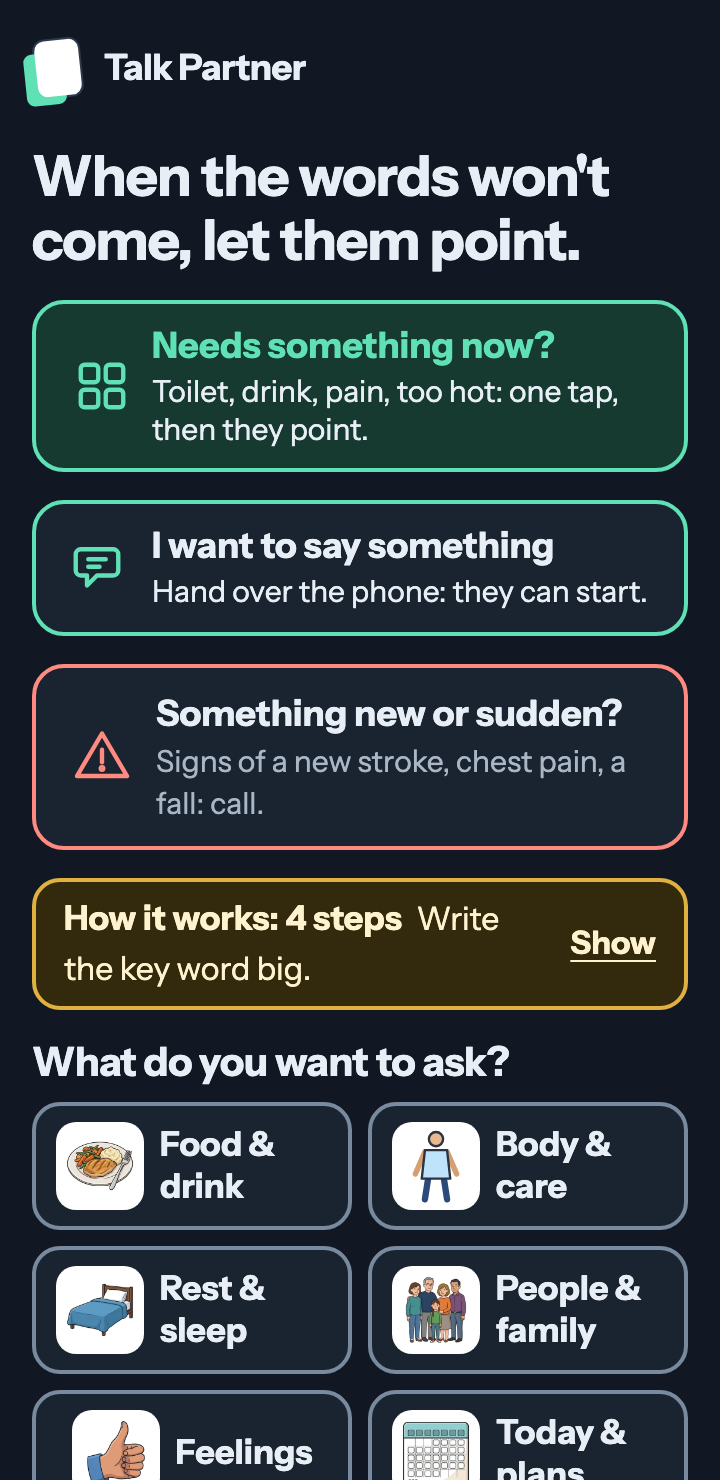 Talk Partner
When the words won't
come, let them point.
Needs something now?
Toilet, drink, pain, too hot: one tap,
then they point.
I want to say something
Hand over the phone: they can start.
Something new or sudden?
Signs of a new stroke, chest pain, a
fall: call.
How it works: 4 steps Write
the key word big.
Show
What do you want to ask?
Food &
drink
Body &
care
Rest &
sleep
People &
family
Feelings
Today &
plans